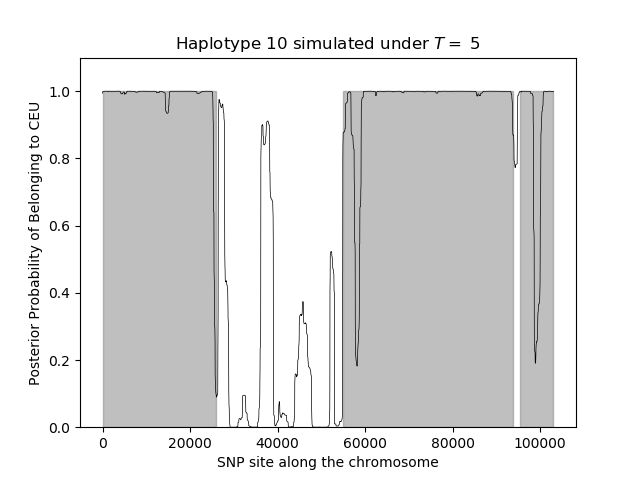 Haplotype 10 simulated under T = 5
Posterior Probability of Belonging to CEU
1.0
0.8
0.6
0.4
0.2
0.0
0 20000 40000 60000 80000 100000
SNP site along the chromosome